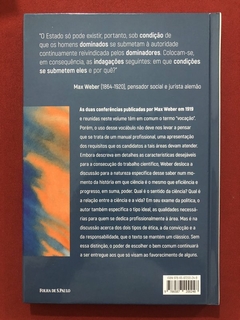 "O Estado só pode existir, portanto, sob condição de
que os homens dominados se submetam à autoridade
continuamente reivindicada pelos dominadores. Colocam-se,
em consequência, as indagações seguintes: em que condições
se submetem eles e por quê?"
Max Weber (1864-1920), pensador social e jurista alemão
As duas conferências publicadas por Max Weber em 1919
e reunidas neste volume têm em comum o termo "vocação".
Porém, o uso desse vocábulo não deve nos levar a pensar
que se trata de um manual profissional, uma apresentação
dos requisitos que os candidatos a tais áreas devam atender.
Embora descreva em detalhes as características desejáveis
para a consecução do trabalho científico, Weber desloca a
discussão para a natureza específica desse saber num mo-
mento da história em que ciência é o mesmo que eficiência e
progresso, em suma, poder. Qual é o sentido da ciência? Qual
é a relação entre a ciência e a vida? Em seu exame da política,
o autor também especifica o tipo ideal, as qualidades neces-
sárias para quem se dedica profissionalmente à área. Mas é
na discussão acerca dos dois tipos de ética, a da convicção e a
da responsabilidade, que o texto se mantém um clássico. Sem
essa distinção, o poder de escolher o bem comum continuará
a ser entregue aos que só visam ao favorecimento de alguns.
FOLHA DE S.PAULO